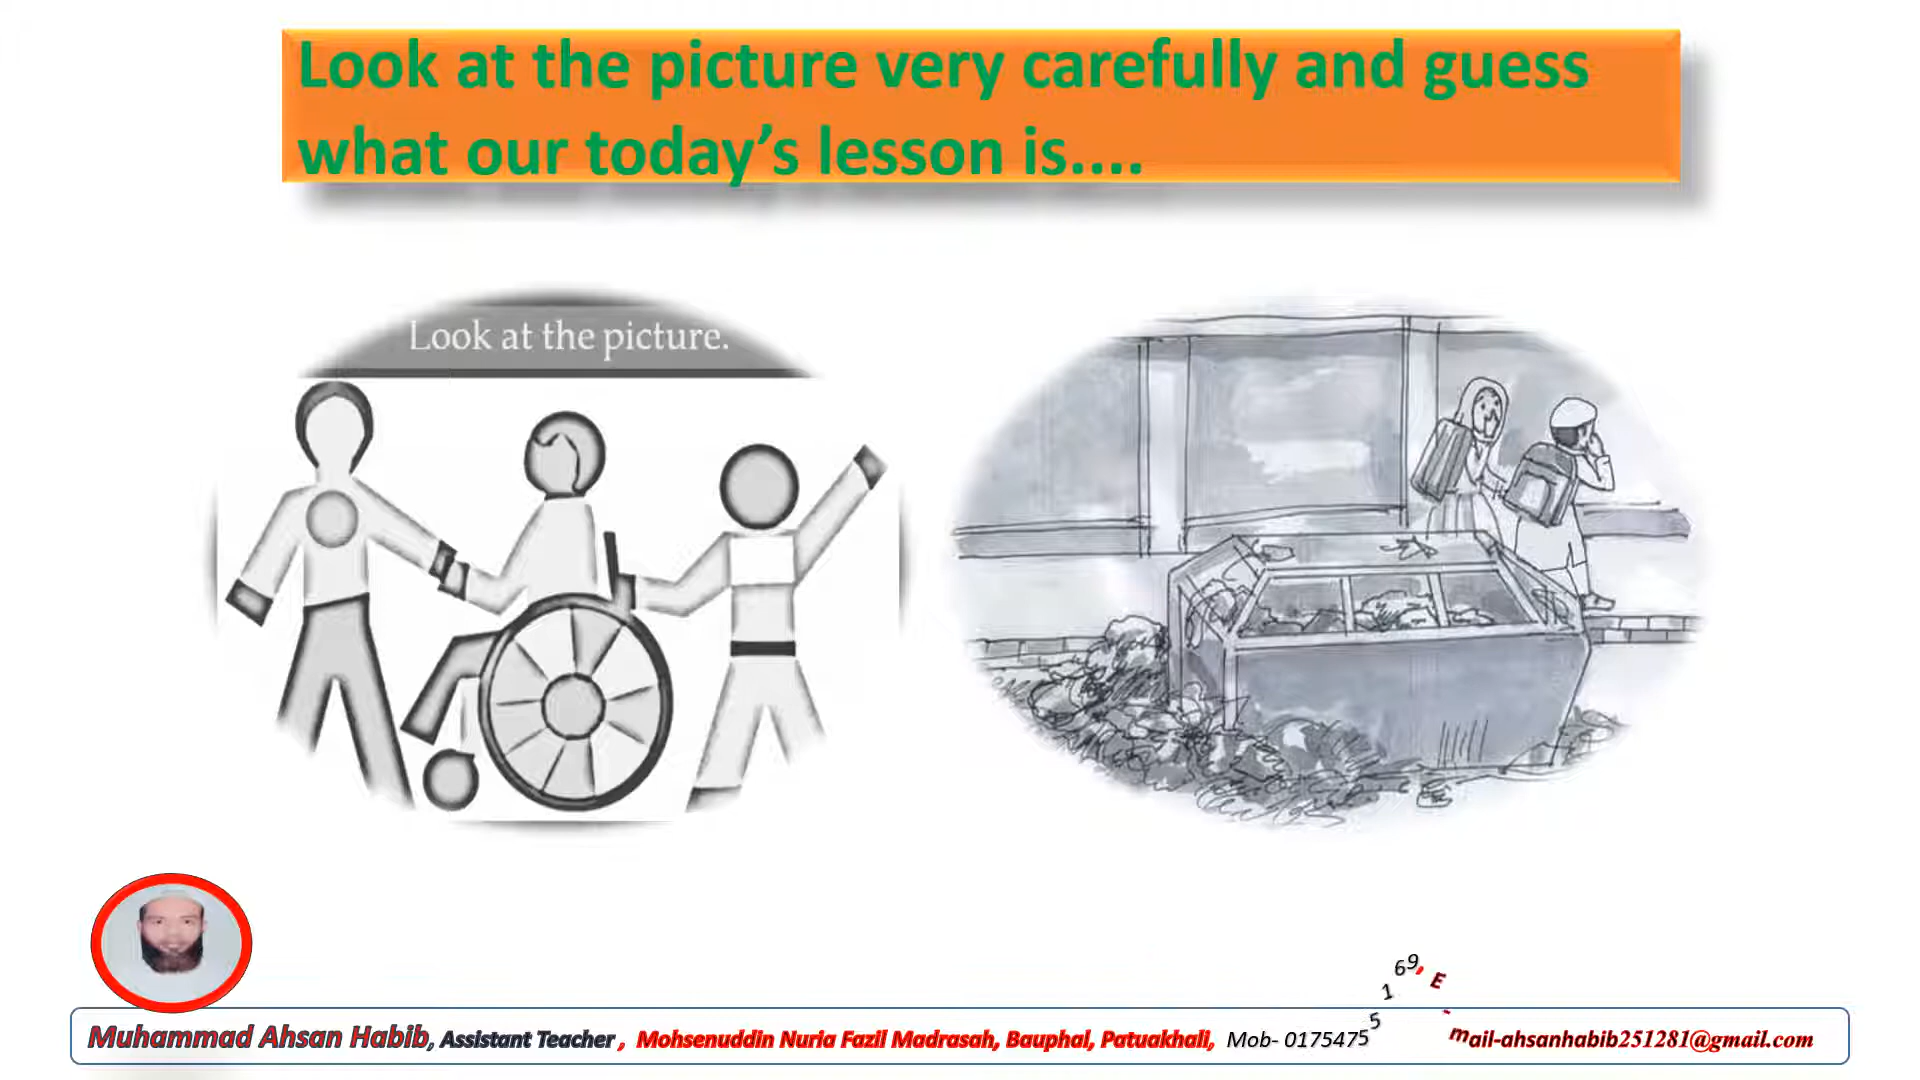 Look at the picture very carefully and guess
what our today’s lesson is....
Look at the picture.
Muhammad Ahsan Habib, Assistant Teacher , Mohsenuddin Nuria Fazil Madrasah, Bauphal, Patuakhali, Mob- 01754755169, E-mail-ahsanhabib251281@gmail.com